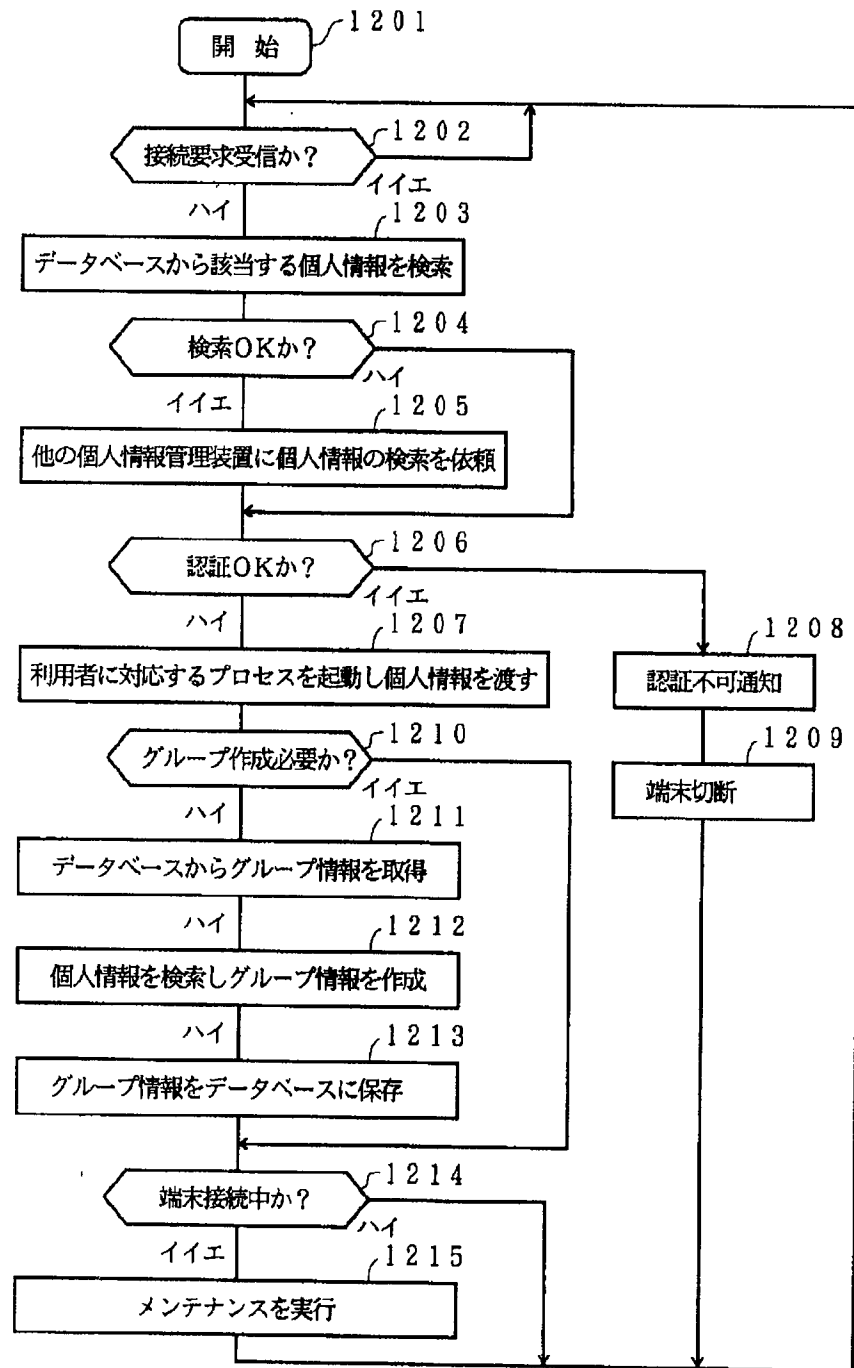 1201
開 始
1202
接続要求受信か？
イイエ
ハイ
1203
データベースから該当する個人情報を検索
1204
検索ＯＫか？
ハイ
イイエ
1205
他の個人情報管理装置に個人情報の検索を依頼
1206
認証ＯＫか？
イイエ
ハイ
1207
利用者に対応するプロセスを起動し個人情報を渡す
1208
認証不可通知
1209
端末切断
1210
グループ作成必要か？
イイエ
ハイ
1211
データベースからグループ情報を取得
ハイ
1212
個人情報を検索しグループ情報を作成
ハイ
1213
グループ情報をデータベースに保存
1214
端末接続中か？
ハイ
イイエ
1215
メンテナンスを実行